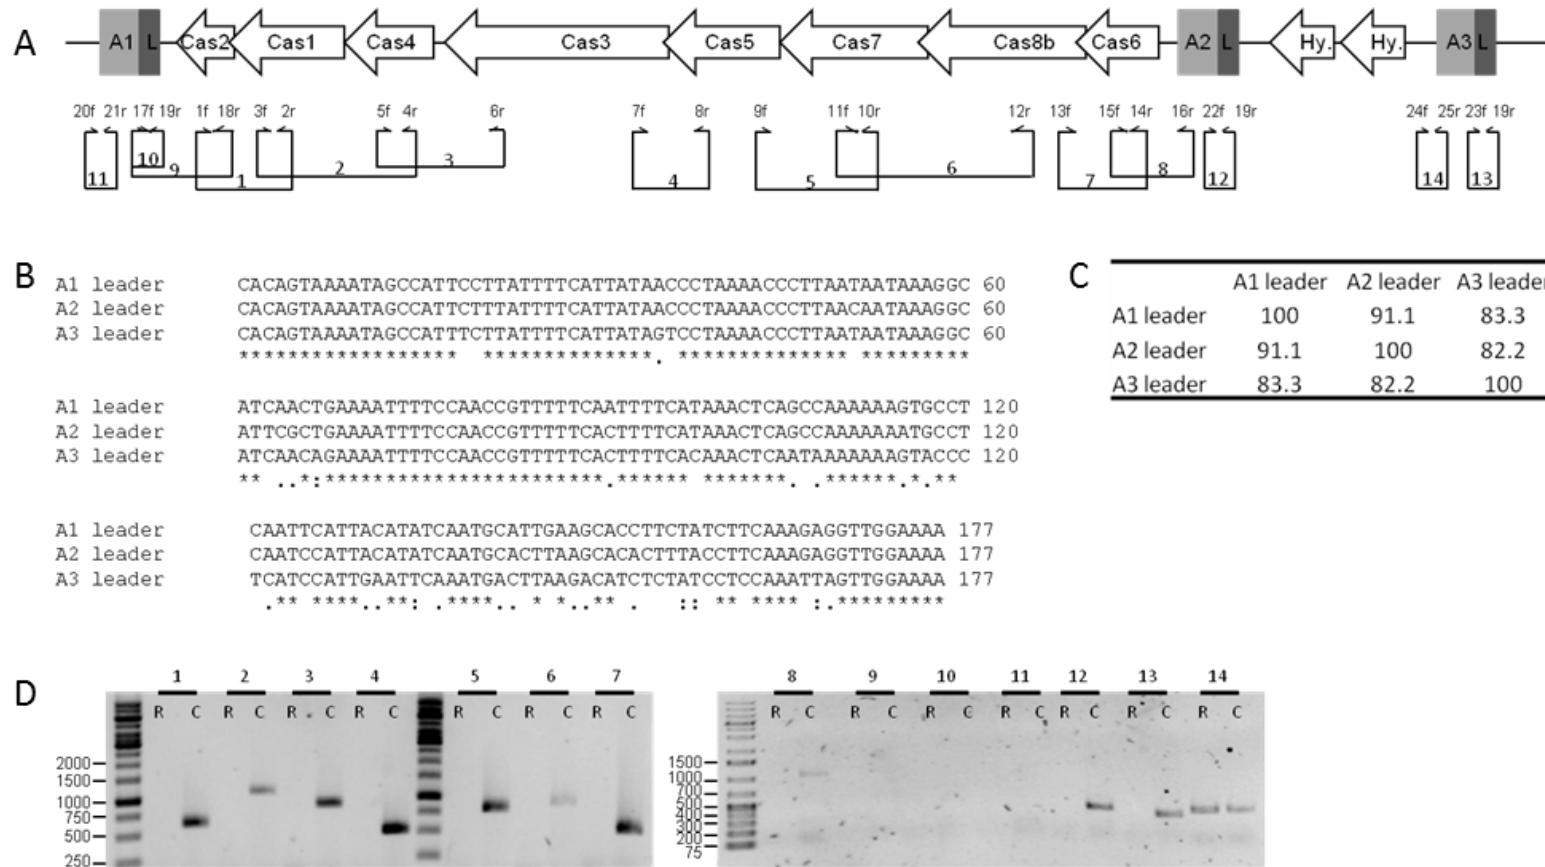 A
A1 L Cas2 Cas1 Cas4 Cas3 Cas5 Cas7 Cas8b Cas6 A2 L Hy. Hy. A3 L
20f 21r 17f 19r 1f 18r 3f 2r 5f 4r 6r 7f 8r 9f 11f 10r 12r 13f 15f 14r 16r 22f 19r 24f 25r 23f 19r
11 10 9 1 2 3 4 5 6 7 8 12 14 13
B
A1 leader CACAGTAAAATAGCCATTCCTTATTTTCATTATAACCCTAAAACCCTTAATAATAAAGGC 60
A2 leader CACAGTAAAATAGCCATTCTTTATTTTCATTATAACCCTAAAACCCTTAACAATAAAGGC 60
A3 leader CACAGTAAAATAGCCATTTCTTATTTTCATTATAGTCCTAAAACCCTTAATAATAAAGGC 60
****************** **************. ************** *********
A1 leader ATCAACTGAAAATTTTCCAACCGTTTTTCAATTTTCATAAACTCAGCCAAAAAAGTGCCT 120
A2 leader ATTCGCTGAAAATTTTCCAACCGTTTTTCACTTTTCATAAACTCAGCCAAAAAAATGCCT 120
A3 leader ATCAACAGAAAATTTTCCAACCGTTTTTCACTTTTCACAAACTCAATAAAAAAAGTACCC 120
** ..*:***********************.****** *******. .******.*.**
A1 leader CAATTCATTACATATCAATGCATTGAAGCACCTTCTATCTTCAAAGAGGTTGGAAAA 177
A2 leader CAATCCATTACATATCAATGCACTTAAGCACACTTTACCTTCAAAGAGGTTGGAAAA 177
A3 leader TCATCCATTGAATTCAAATGACTTAAGACATCTCTATCCTCCAAATTAGTTGGAAAA 177
.** ****..**: .****.. * *..** . :: ** **** :.*********
C
A1 leader A2 leader A3 leader
A1 leader 100 91.1 83.3
A2 leader 91.1 100 82.2
A3 leader 83.3 82.2 100
D
1 2 3 4 5 6 7
R C R C R C R C R C R C R C
2000
1500
1000
750
500
250
8 9 10 11 12 13 14
R C R C R C R C R C R C R C
1500
1000
700
500
400
300
200
75